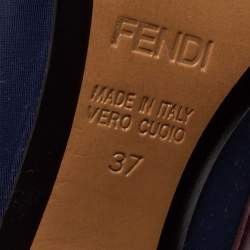 FENDI
MADE IN ITALY
VERO CUOIO
37